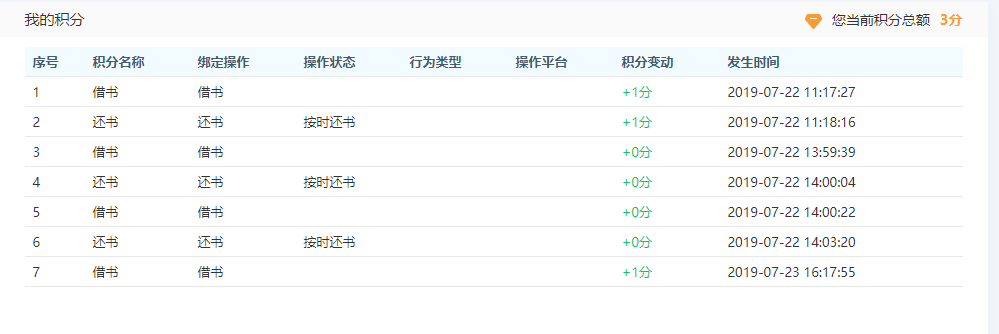 我的积分 您当前积分总额 3分
序号 积分名称 绑定操作 操作状态 行为类型 操作平台 积分变动 发生时间
1 借书 借书 +1分 2019-07-22 11:17:27
2 还书 还书 按时还书 +1分 2019-07-22 11:18:16
3 借书 借书 +0分 2019-07-22 13:59:39
4 还书 还书 按时还书 +0分 2019-07-22 14:00:04
5 借书 借书 +0分 2019-07-22 14:00:22
6 还书 还书 按时还书 +0分 2019-07-22 14:03:20
7 借书 借书 +1分 2019-07-23 16:17:55